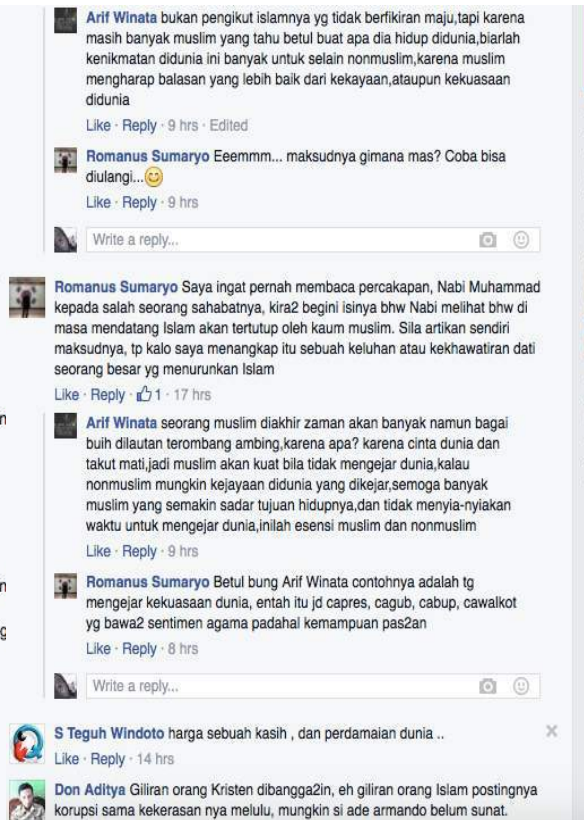 Arif Winata bukan pengikut islamnya yg tidak berfikiran maju,tapi karena
masih banyak muslim yang tahu betul buat apa dia hidup didunia,biarlah
kenikmatan didunia ini banyak untuk selain nonmuslim,karena muslim
mengharap balasan yang lebih baik dari kekayaan,ataupun kekuasaan
didunia
Like · Reply · 9 hrs · Edited
Romanus Sumaryo Eeemmm... maksudnya gimana mas? Coba bisa
diulangi...
Like · Reply · 9 hrs
Write a reply...
Romanus Sumaryo Saya ingat pernah membaca percakapan, Nabi Muhammad
kepada salah seorang sahabatnya, kira2 begini isinya bhw Nabi melihat bhw di
masa mendatang Islam akan tertutup oleh kaum muslim. Sila artikan sendiri
maksudnya, tp kalo saya menangkap itu sebuah keluhan atau kekhawatiran dati
seorang besar yg menurunkan Islam
Like · Reply · 1 · 17 hrs
Arif Winata seorang muslim diakhir zaman akan banyak namun bagai
buih dilautan terombang ambing,karena apa? karena cinta dunia dan
takut mati,jadi muslim akan kuat bila tidak mengejar dunia,kalau
nonmuslim mungkin kejayaan didunia yang dikejar,semoga banyak
muslim yang semakin sadar tujuan hidupnya,dan tidak menyia-nyiakan
waktu untuk mengejar dunia,inilah esensi muslim dan nonmuslim
Like · Reply · 9 hrs
Romanus Sumaryo Betul bung Arif Winata contohnya adalah tg
mengejar kekuasaan dunia, entah itu jd capres, cagub, cabup, cawalkot
yg bawa2 sentimen agama padahal kemampuan pas2an
Like · Reply · 8 hrs
Write a reply...
S Teguh Windoto harga sebuah kasih , dan perdamaian dunia ..
Like · Reply · 14 hrs
Don Aditya Giliran orang Kristen dibangga2in, eh giliran orang Islam postingnya
korupsi sama kekerasan nya melulu, mungkin si ade armando belum sunat.